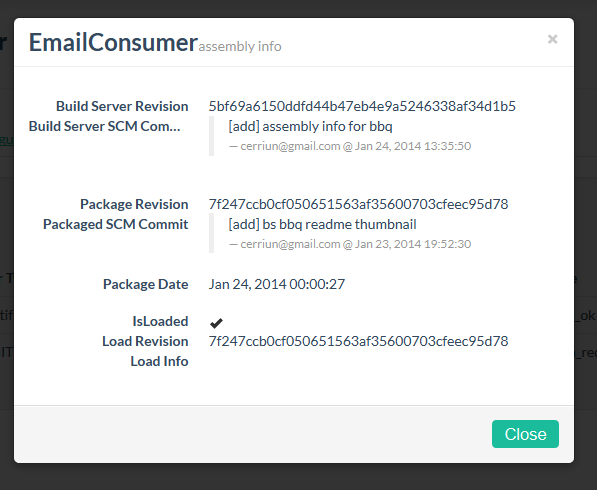 EmailConsumer assembly info ×
Build Server Revision 5bf69a6150ddfd44b47eb4e9a5246338af34d1b5
Build Server SCM Com... [add] assembly info for bbq
— cerriun@gmail.com @ Jan 24, 2014 13:35:50
Package Revision 7f247ccb0cf050651563af35600703cfeec95d78
Packaged SCM Commit [add] bs bbq readme thumbnail
— cerriun@gmail.com @ Jan 23, 2014 19:52:30
Package Date Jan 24, 2014 00:00:27
IsLoaded ✔
Load Revision 7f247ccb0cf050651563af35600703cfeec95d78
Load Info
Close